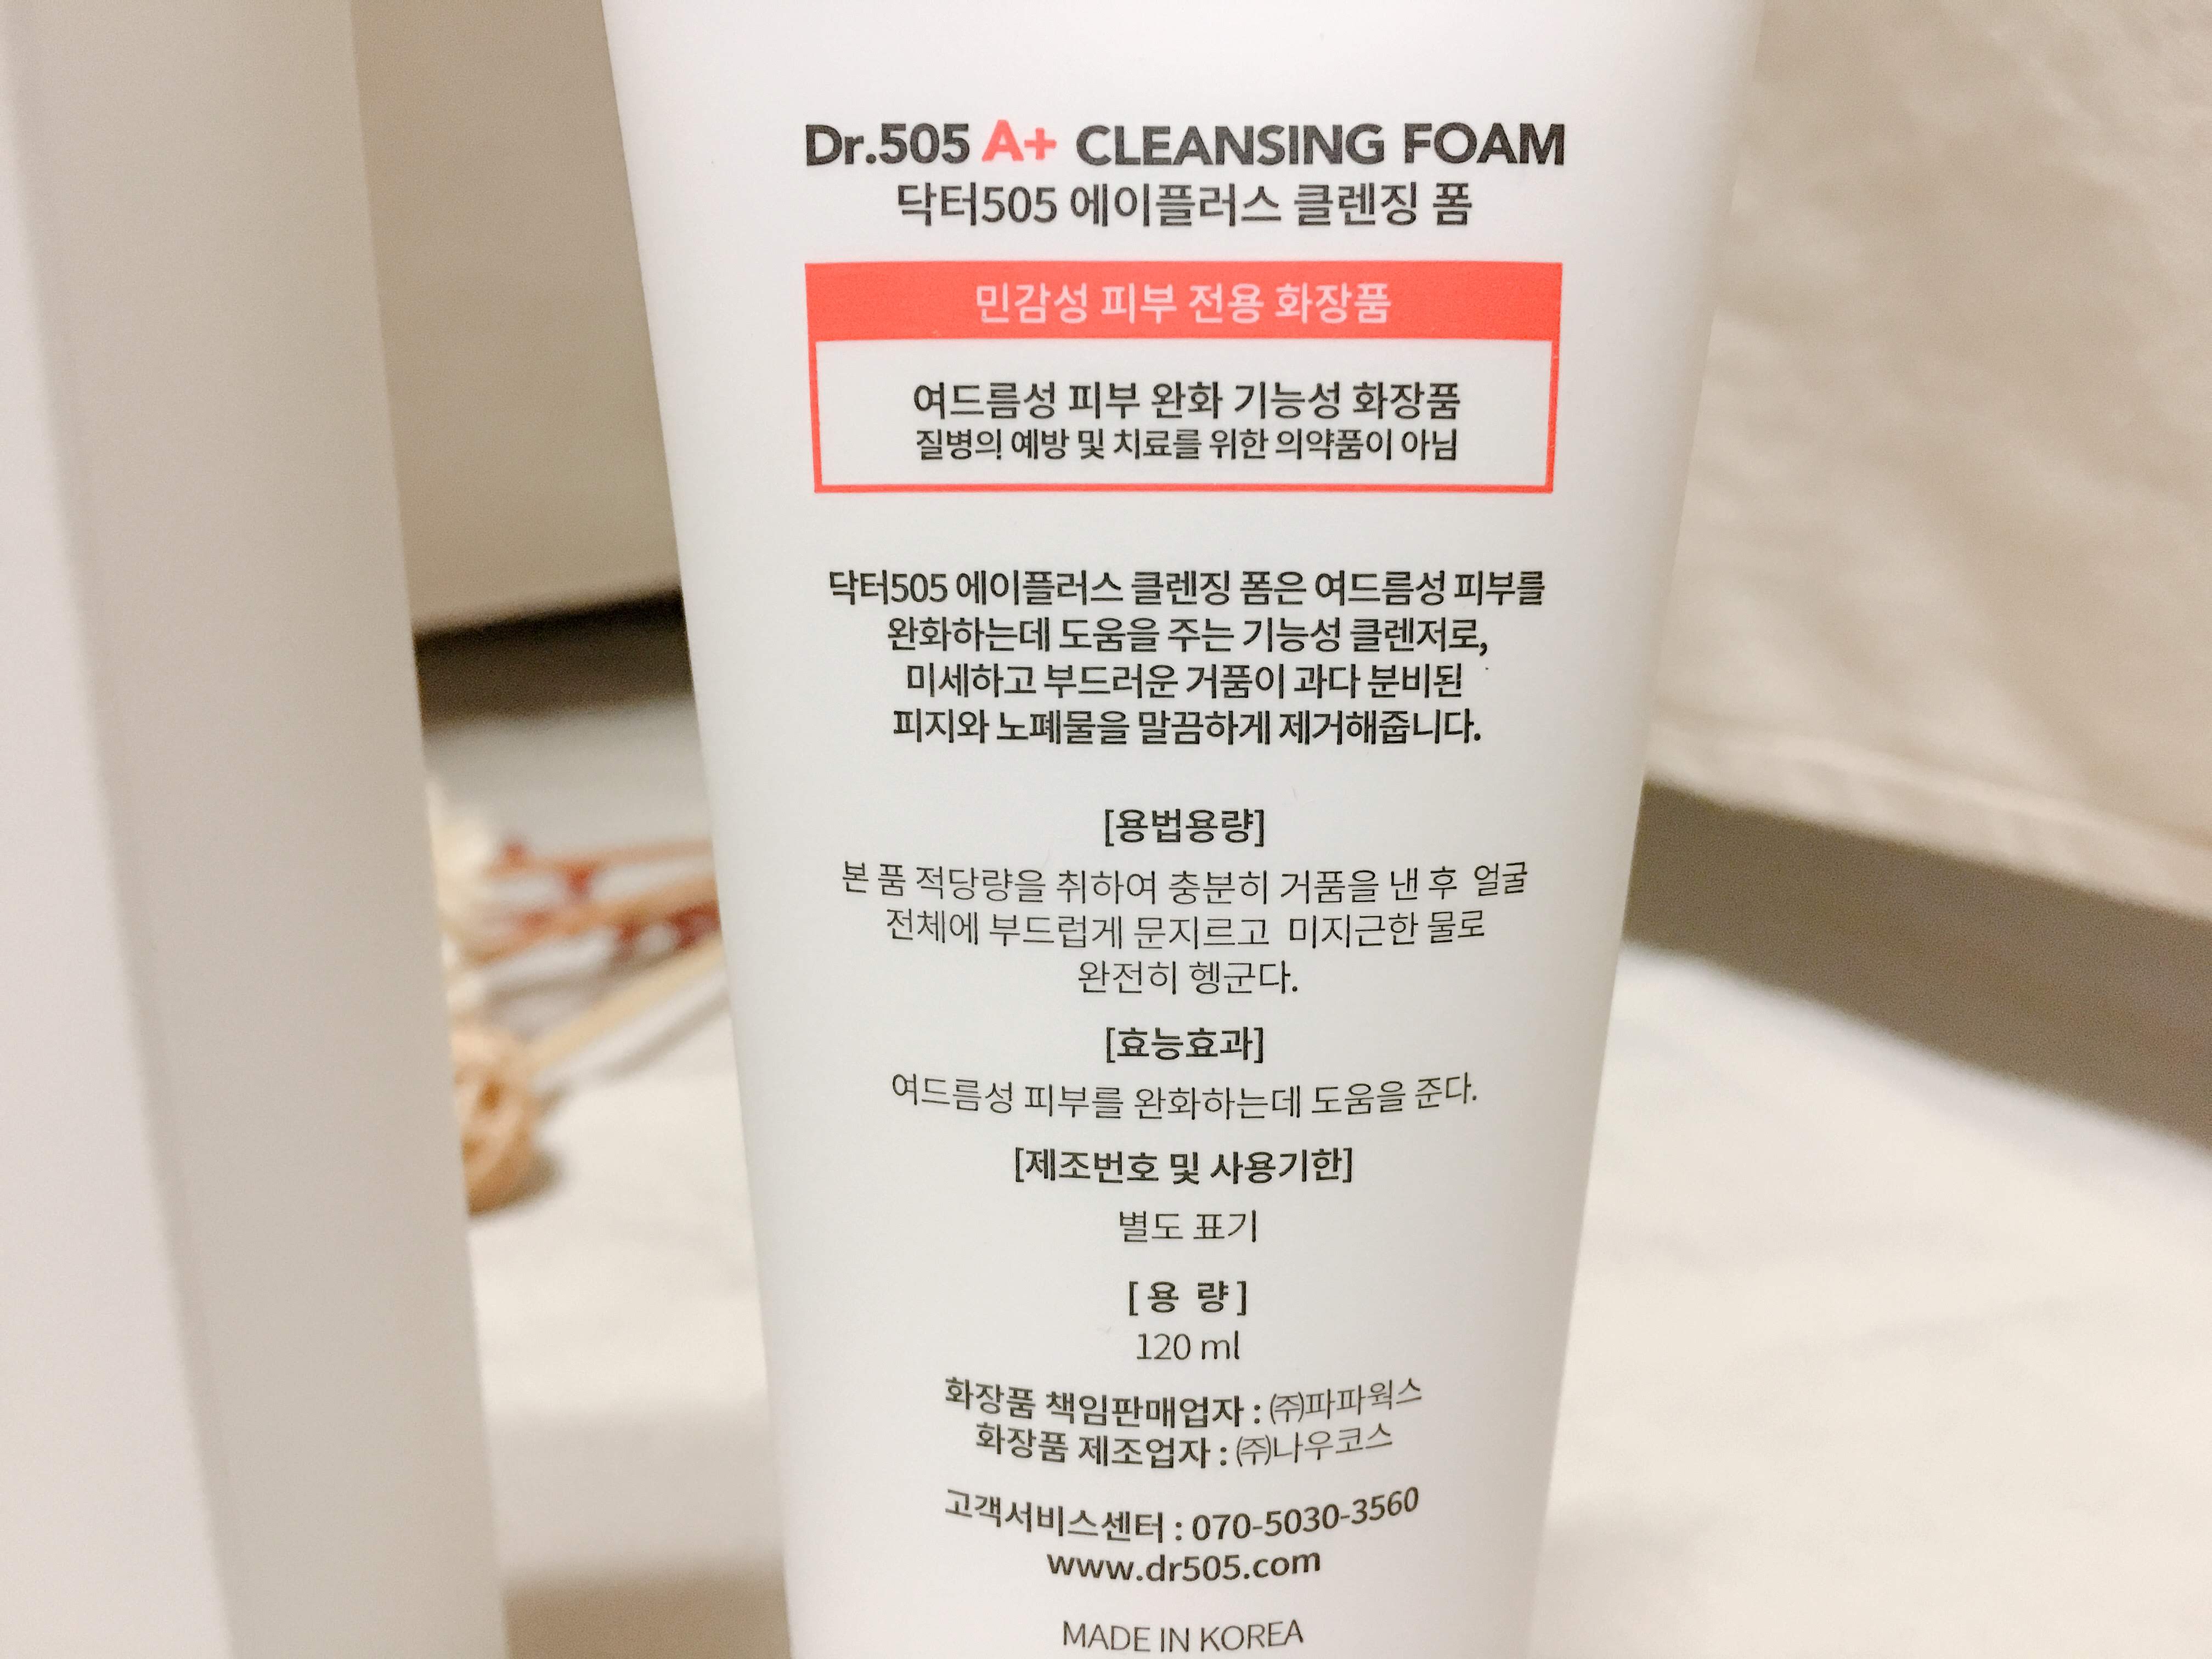 Dr.505 A+ CLEANSING FOAM
닥터505 에이플러스 클렌징 폼
민감성 피부 전용 화장품
여드름성 피부 완화 기능성 화장품
질병의 예방 및 치료를 위한 의약품이 아님
닥터505 에이플러스 클렌징 폼은 여드름성 피부를
완화하는데 도움을 주는 기능성 클렌저로,
미세하고 부드러운 거품이 과다 분비된
피지와 노폐물을 말끔하게 제거해줍니다.
[용법용량]
본 품 적당량을 취하여 충분히 거품을 낸 후 얼굴
전체에 부드럽게 문지르고 미지근한 물로
완전히 헹군다.
[효능효과]
여드름성 피부를 완화하는데 도움을 준다.
[제조번호 및 사용기한]
별도 표기
[ 용 량 ]
120 ml
화장품 책임판매업자 : ㈜파파웍스
화장품 제조업자 : ㈜나우코스
고객서비스센터 : 070-5030-3560
www.dr505.com
MADE IN KOREA